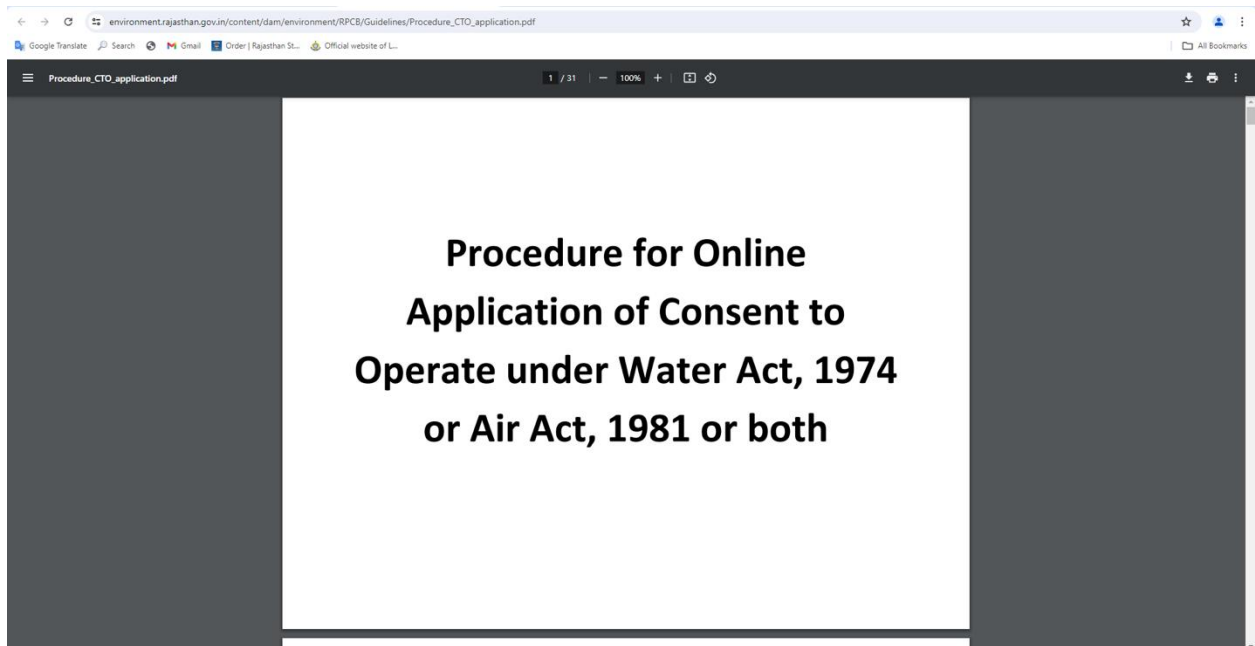 environment.rajasthan.gov.in/content/dam/environment/RPCB/Guidelines/Procedure_CTO_application.pdf
Google Translate Search Gmail Order | Rajasthan St... Official website of L... All Bookmarks
Procedure_CTO_application.pdf 1 / 31 100%
Procedure for Online
Application of Consent to
Operate under Water Act, 1974
or Air Act, 1981 or both